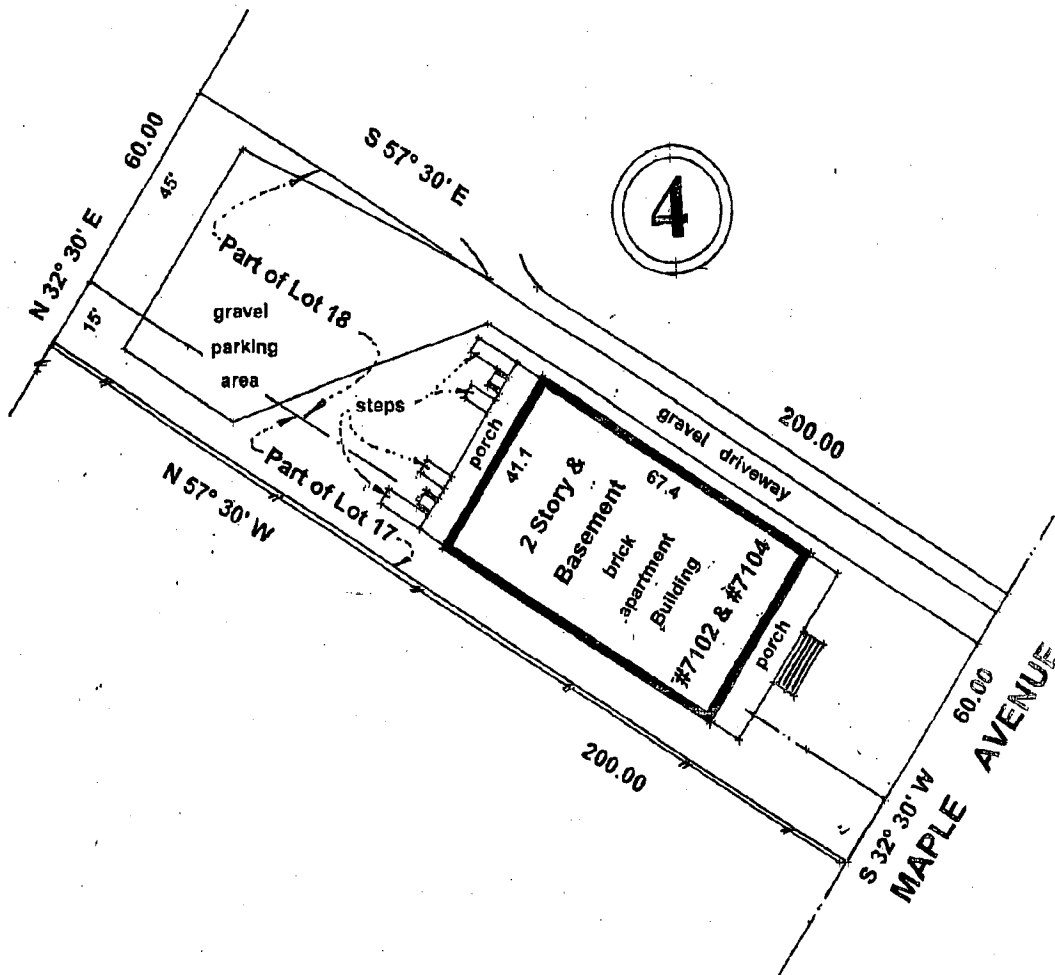 60.00
S 57° 30' E
45'
4
N 32° 30' E
15'
Part of Lot 18
gravel
parking
area
steps
porch
41.1
gravel driveway
200.00
67.4
Part of Lot 17
N 57° 30' W
2 Story &
Basement
brick
apartment
Building
#7102 & #7104
porch
60.00
200.00
S 32° 30' W
MAPLE AVENUE